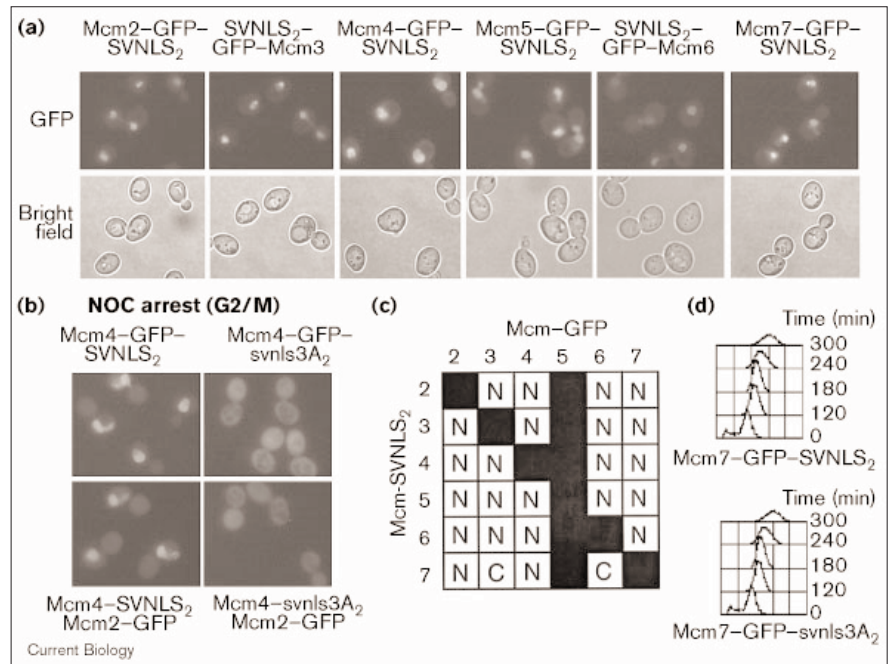 (a)
Mcm2–GFP–
SVNLS₂
SVNLS₂–
GFP–Mcm3
Mcm4–GFP–
SVNLS₂
Mcm5–GFP–
SVNLS₂
SVNLS₂–
GFP–Mcm6
Mcm7–GFP–
SVNLS₂
GFP
Bright
field
(b)
NOC arrest (G2/M)
Mcm4–GFP–
SVNLS₂
Mcm4–GFP–
svnls3A₂
Mcm4–SVNLS₂
Mcm2–GFP
Mcm4–svnls3A₂
Mcm2–GFP
(c)
Mcm–GFP
2 3 4 5 6 7
Mcm-SVNLS₂
2 N N N N
3 N N N N
4 N N N N
5 N N N N N
6 N N N N
7 N C N C
(d)
Time (min)
300
240
180
120
0
Mcm7–GFP–SVNLS₂
Time (min)
300
240
180
120
0
Mcm7–GFP–svnls3A₂
Current Biology